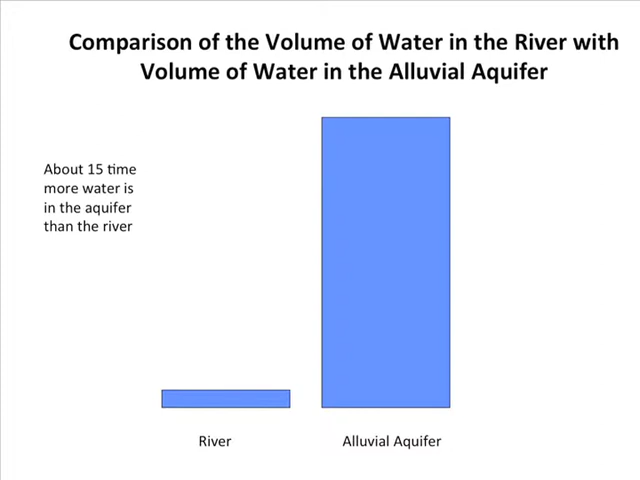 Comparison of the Volume of Water in the River with
Volume of Water in the Alluvial Aquifer
About 15 time
more water is
in the aquifer
than the river
River
Alluvial Aquifer